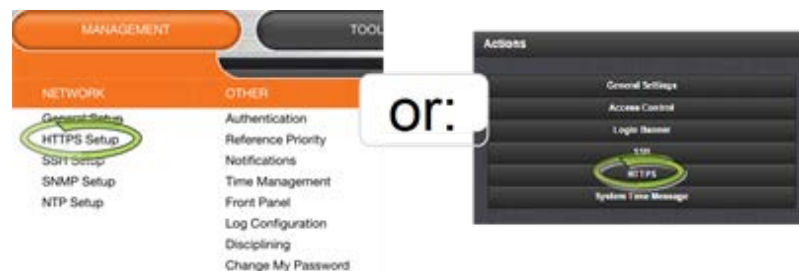 MANAGEMENT
TOOL
NETWORK
General Setup
HTTPS Setup
SSH Setup
SNMP Setup
NTP Setup
OTHER
Authentication
Reference Priority
Notifications
Time Management
Front Panel
Log Configuration
Disciplining
Change My Password
or:
Actions
General Settings
Access Control
Login Banner
SSH
HTTPS
System Time Message